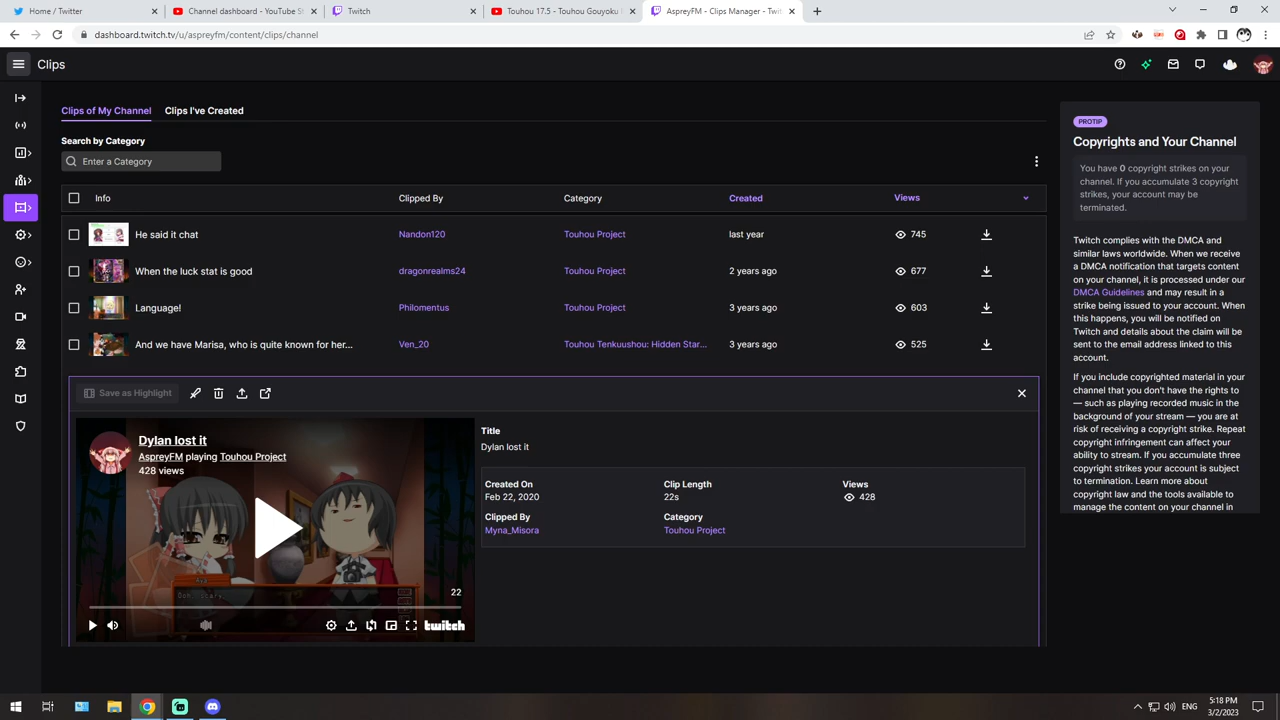 Home / Twitter
Channel dashboard - YouTube St
Twitch
Touhou 17.5 - Touhou Gouyoku I
AspreyFM - Clips Manager - Twit
dashboard.twitch.tv/u/aspreyfm/content/clips/channel
Clips
Clips of My Channel
Clips I've Created
Search by Category
Enter a Category
Info
Clipped By
Category
Created
Views
He said it chat
Nandon120
Touhou Project
last year
745
When the luck stat is good
dragonrealms24
Touhou Project
2 years ago
677
Language!
Philomentus
Touhou Project
3 years ago
603
And we have Marisa, who is quite known for her...
Ven_20
Touhou Tenkuushou: Hidden Star...
3 years ago
525
Save as Highlight
Dylan lost it
AspreyFM playing Touhou Project
428 views
Aya
22
twitch
Title
Dylan lost it
Created On
Feb 22, 2020
Clip Length
22s
Views
428
Clipped By
Myna_Misora
Category
Touhou Project
PROTIP
Copyrights and Your Channel
You have 0 copyright strikes on your
channel. If you accumulate 3 copyright
strikes, your account may be
terminated.
Twitch complies with the DMCA and
similar laws worldwide. When we receive
a DMCA notification that targets content
on your channel, it is processed under our
DMCA Guidelines and may result in a
strike being issued to your account. When
this happens, you will be notified on
Twitch and details about the claim will be
sent to the email address linked to this
account.
If you include copyrighted material in your
channel that you don't have the rights to
— such as playing recorded music in the
background of your stream — you are at
risk of receiving a copyright strike. Repeat
copyright infringement can affect your
ability to stream. If you accumulate three
copyright strikes your account is subject
to termination. Learn more about
copyright law and the tools available to
manage the content on your channel in
ENG
5:18 PM
3/2/2023